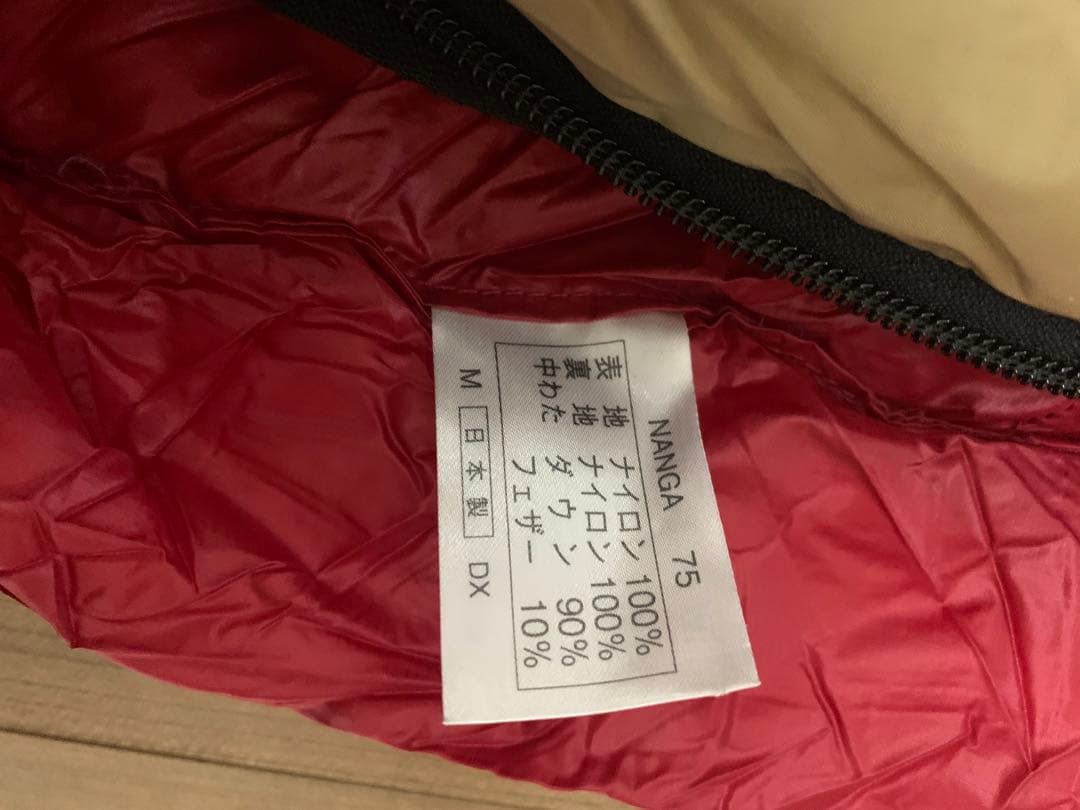 NANGA 75
表地 ナイロン 100%
裏地 ナイロン 100%
中わた ダウン 90%
フェザー 10%
M 日本製 DX